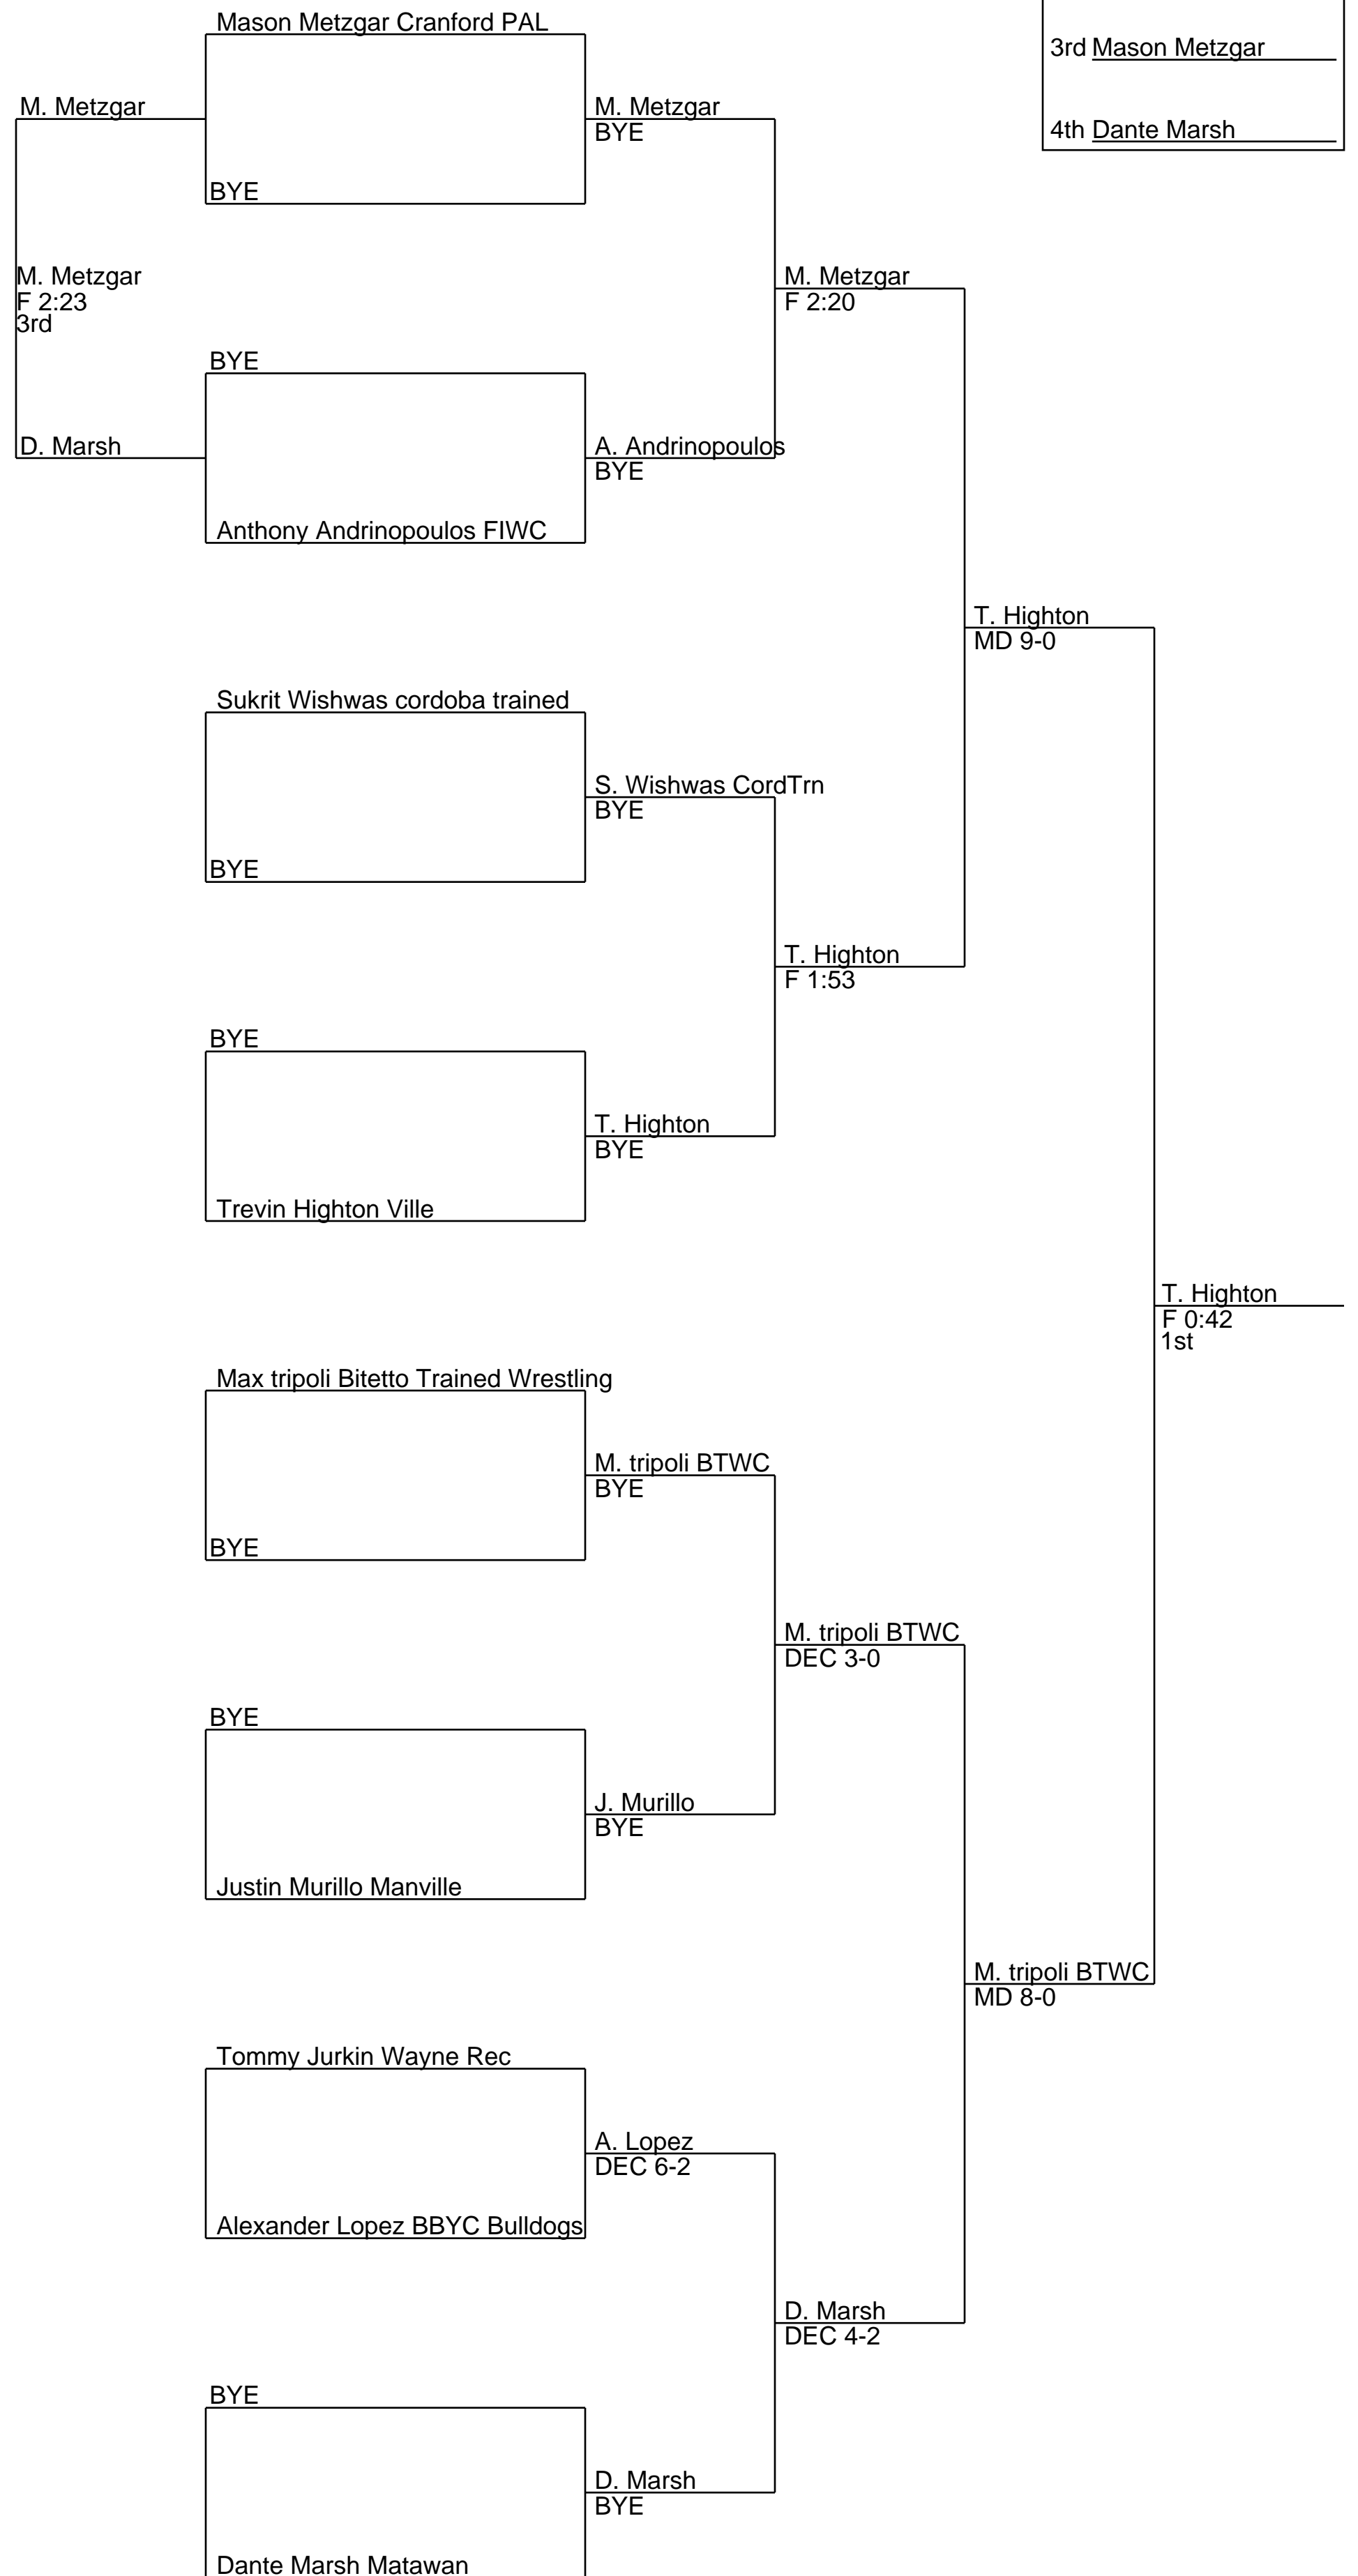 Mason Metzgar Cranford PAL
3rd Mason Metzgar
M. Metzgar
M. Metzgar
BYE
4th Dante Marsh
BYE
M. Metzgar
F 2:23
3rd
M. Metzgar
F 2:20
BYE
D. Marsh
A. Andrinopoulos
BYE
Anthony Andrinopoulos FIWC
T. Highton
MD 9-0
Sukrit Wishwas cordoba trained
S. Wishwas CordTrn
BYE
BYE
T. Highton
F 1:53
BYE
T. Highton
BYE
Trevin Highton Ville
T. Highton
F 0:42
1st
Max tripoli Bitetto Trained Wrestling
M. tripoli BTWC
BYE
BYE
M. tripoli BTWC
DEC 3-0
BYE
J. Murillo
BYE
Justin Murillo Manville
M. tripoli BTWC
MD 8-0
Tommy Jurkin Wayne Rec
A. Lopez
DEC 6-2
Alexander Lopez BBYC Bulldogs
D. Marsh
DEC 4-2
BYE
D. Marsh
BYE
Dante Marsh Matawan